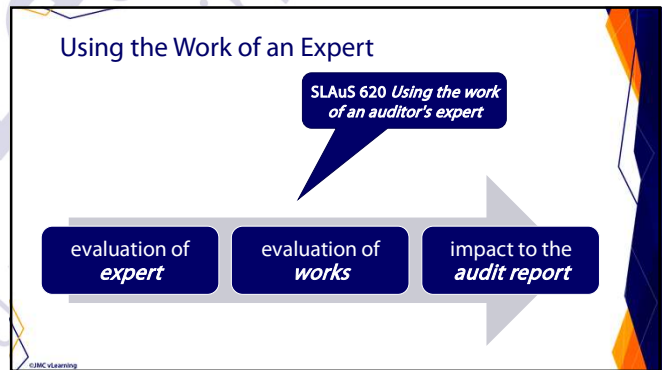 Using the Work of an Expert
SLAuS 620 Using the work
of an auditor's expert
evaluation of
expert
evaluation of
works
impact to the
audit report
©JMC vLearning